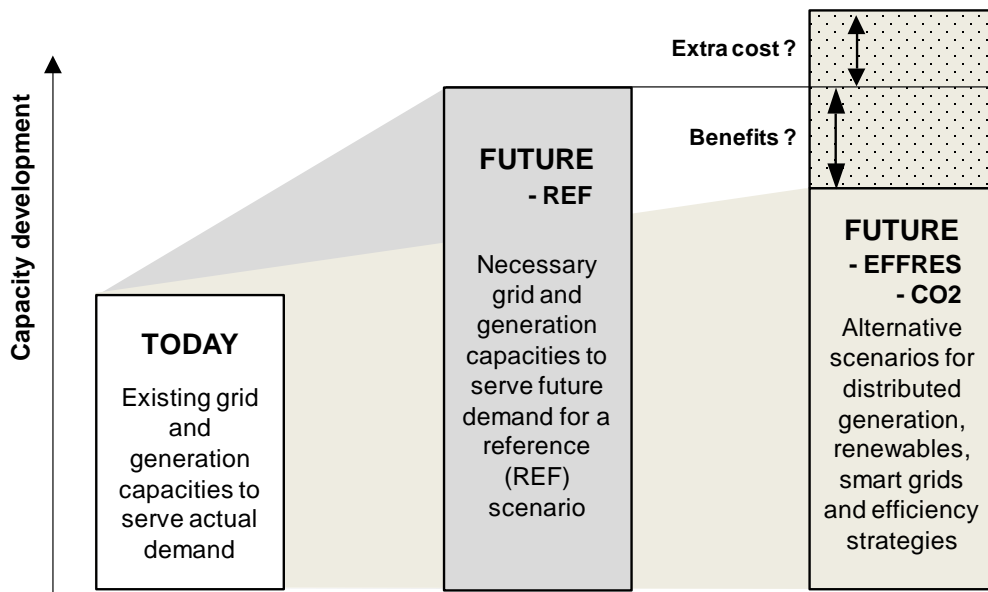 Capacity development
TODAY
Existing grid
and
generation
capacities to
serve actual
demand
FUTURE
- REF
Necessary
grid and
generation
capacities to
serve future
demand for a
reference
(REF)
scenario
Extra cost ?
Benefits ?
FUTURE
- EFFRES
- CO2
Alternative
scenarios for
distributed
generation,
renewables,
smart grids
and efficiency
strategies